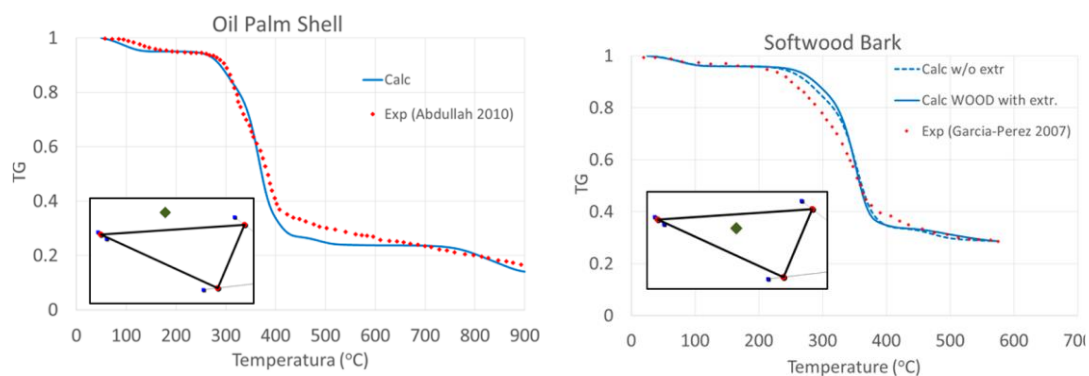 Oil Palm Shell
1
0.8
0.6
0.4
0.2
0
TG
Calc
Exp (Abdullah 2010)
0 100 200 300 400 500 600 700 800 900
Temperatura (°C)
Softwood Bark
1
0.8
0.6
0.4
0.2
0
TG
Calc w/o extr
Calc WOOD with extr.
Exp (Garcia-Perez 2007)
0 100 200 300 400 500 600
Temperature (°C)